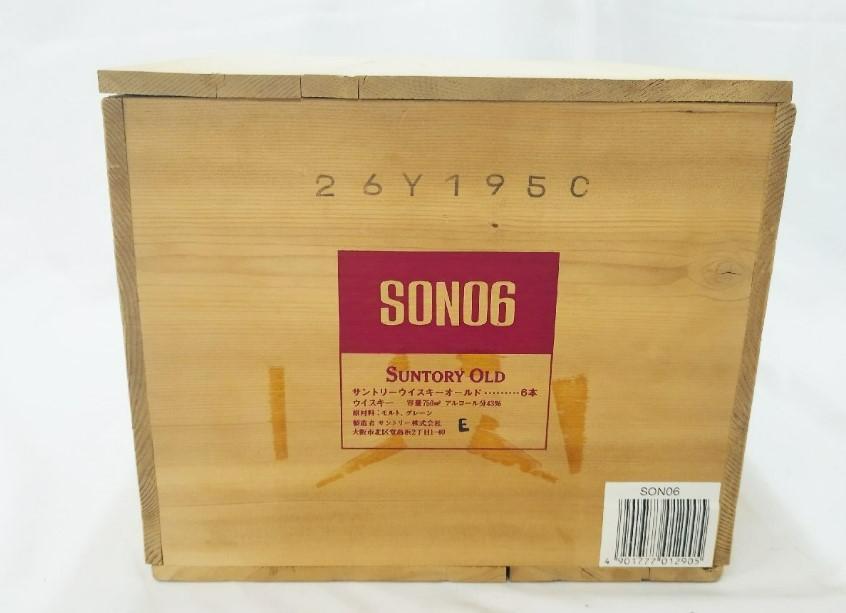 26Y195C
SON06
SUNTORY OLD
サントリーウイスキーオールド………6本
ウイスキー 容量750ml アルコール分43%
原材料:モルト、グレーン
製造者 サントリー株式会社
大阪市北区堂島浜2丁目1-40
E
SON06
4 901777 012905